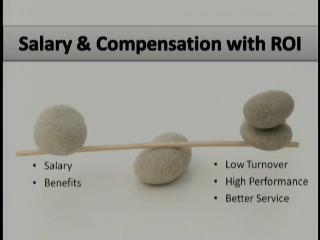 Salary & Compensation with ROI
• Salary
• Benefits
• Low Turnover
• High Performance
• Better Service